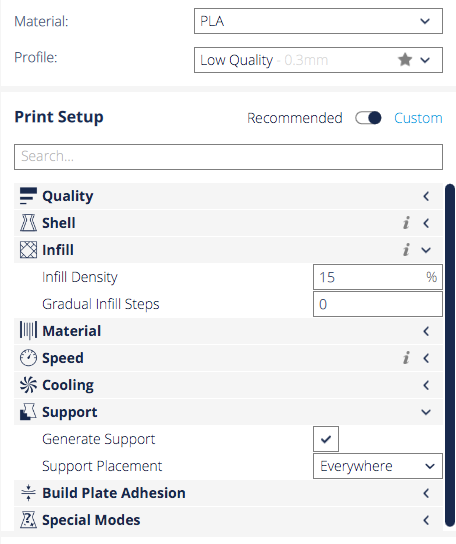 Material: PLA
Profile: Low Quality - 0.3mm
Print Setup Recommended Custom
Search...
Quality
Shell i
Infill i
Infill Density 15 %
Gradual Infill Steps 0
Material
Speed i
Cooling
Support
Generate Support
Support Placement Everywhere
Build Plate Adhesion
Special Modes